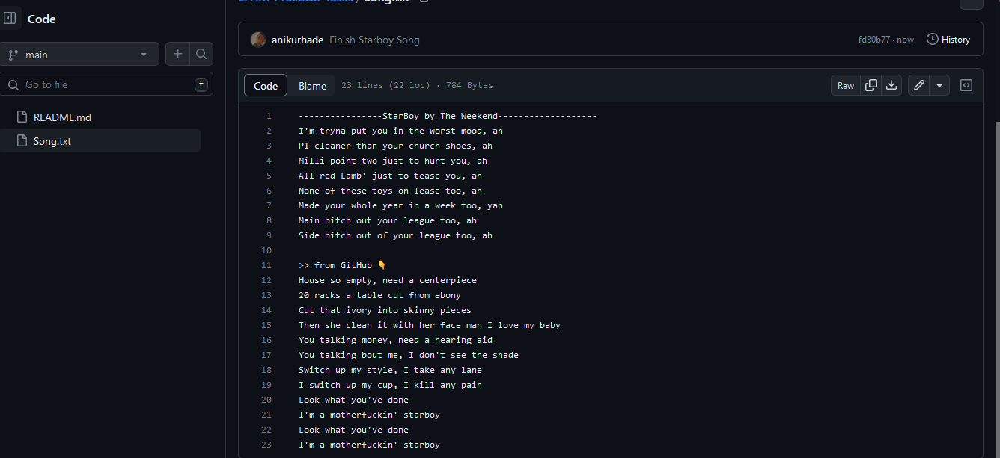 Code
main
Go to file
t
README.md
Song.txt
EPAM-Practical-Tasks / Song.txt
anikurhade Finish Starboy Song
fd30b77 · now
History
Code
Blame
23 lines (22 loc) · 784 Bytes
Raw
1 ----------------StarBoy by The Weekend-------------------
2 I'm tryna put you in the worst mood, ah
3 P1 cleaner than your church shoes, ah
4 Milli point two just to hurt you, ah
5 All red Lamb' just to tease you, ah
6 None of these toys on lease too, ah
7 Made your whole year in a week too, yah
8 Main bitch out your league too, ah
9 Side bitch out of your league too, ah
10
11 >> from GitHub 👇
12 House so empty, need a centerpiece
13 20 racks a table cut from ebony
14 Cut that ivory into skinny pieces
15 Then she clean it with her face man I love my baby
16 You talking money, need a hearing aid
17 You talking bout me, I don't see the shade
18 Switch up my style, I take any lane
19 I switch up my cup, I kill any pain
20 Look what you've done
21 I'm a motherfuckin' starboy
22 Look what you've done
23 I'm a motherfuckin' starboy